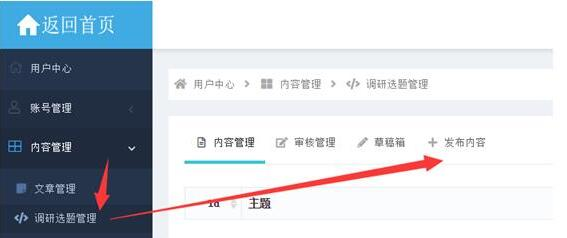 返回首页
用户中心
账号管理
内容管理
文章管理
调研选题管理
用户中心 > 内容管理 > 调研选题管理
内容管理 审核管理 草稿箱 发布内容
Id 主题